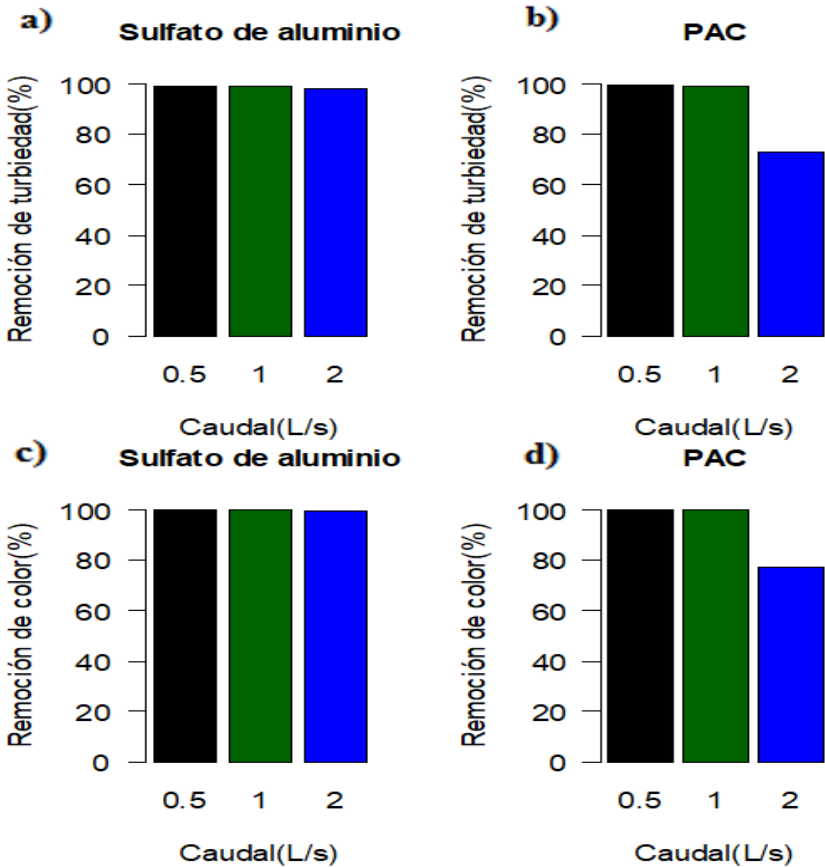 a)
Sulfato de aluminio
Remoción de turbiedad(%)
100
80
60
40
20
0
0.5 1 2
Caudal(L/s)
b)
PAC
Remoción de turbiedad(%)
100
80
60
40
20
0
0.5 1 2
Caudal(L/s)
c)
Sulfato de aluminio
Remoción de color(%)
100
80
60
40
20
0
0.5 1 2
Caudal(L/s)
d)
PAC
Remoción de color(%)
100
80
60
40
20
0
0.5 1 2
Caudal(L/s)